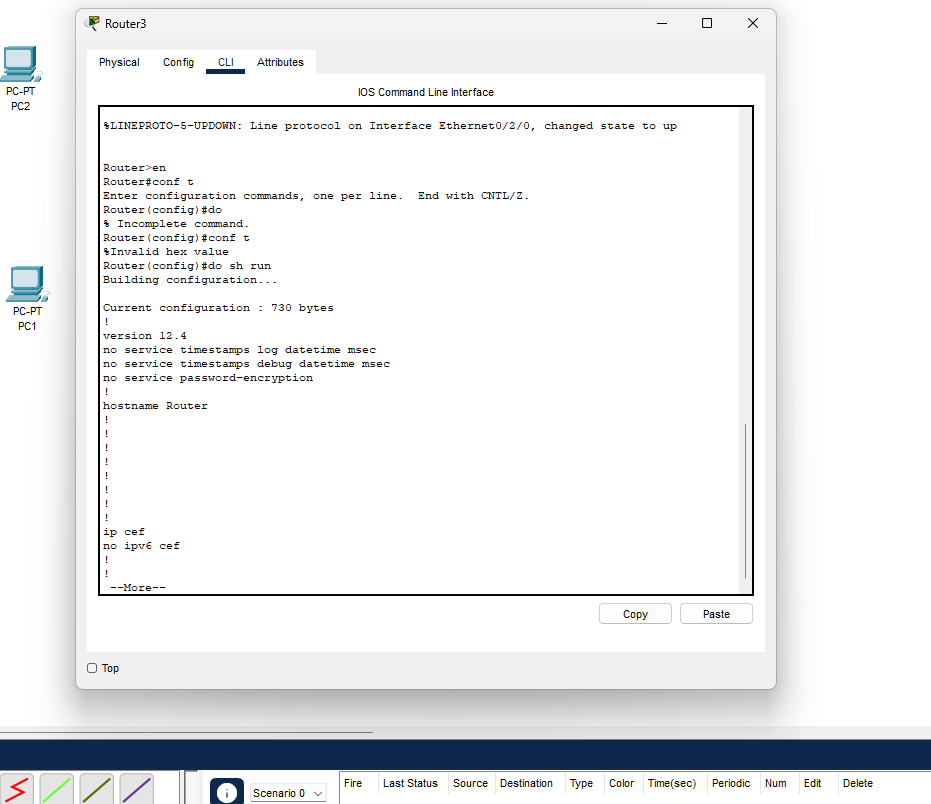 Router3
Physical Config CLI Attributes
PC-PT
PC2
IOS Command Line Interface
%LINEPROTO-5-UPDOWN: Line protocol on Interface Ethernet0/2/0, changed state to up
Router>en
Router#conf t
Enter configuration commands, one per line.  End with CNTL/Z.
Router(config)#do
% Incomplete command.
Router(config)#conf t
%Invalid hex value
Router(config)#do sh run
Building configuration...
Current configuration : 730 bytes
!
version 12.4
no service timestamps log datetime msec
no service timestamps debug datetime msec
no service password-encryption
!
hostname Router
!
!
!
!
!
!
!
!
ip cef
no ipv6 cef
!
!
--More--
PC-PT
PC1
Copy Paste
Top
Scenario 0
Fire Last Status Source Destination Type Color Time(sec) Periodic Num Edit Delete